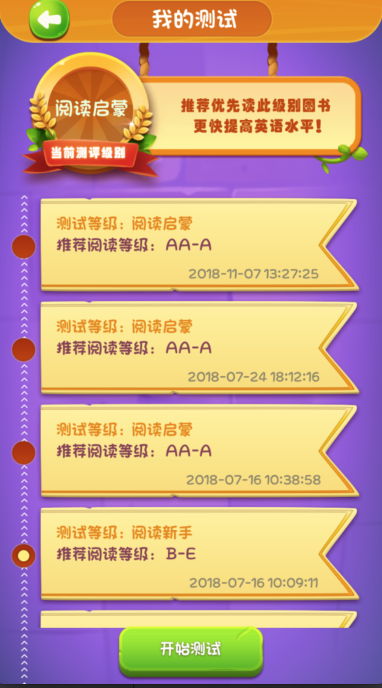 我的测试
阅读启蒙
当前测评级别
推荐优先读此级别图书
更快提高英语水平!
测试等级: 阅读启蒙
推荐阅读等级: AA-A
2018-11-07 13:27:25
测试等级: 阅读启蒙
推荐阅读等级: AA-A
2018-07-24 18:12:16
测试等级: 阅读启蒙
推荐阅读等级: AA-A
2018-07-16 10:38:58
测试等级: 阅读新手
推荐阅读等级: B-E
2018-07-16 10:09:11
开始测试